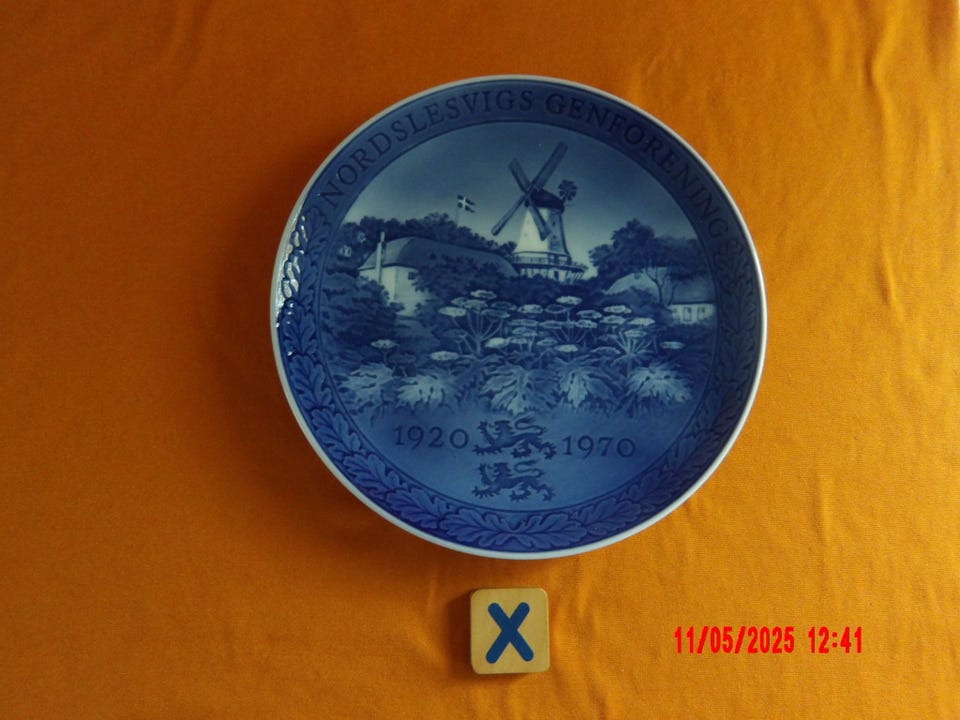 NORDSLESVIGS GENFORENING
1920 1970
X
11/05/2025 12:41